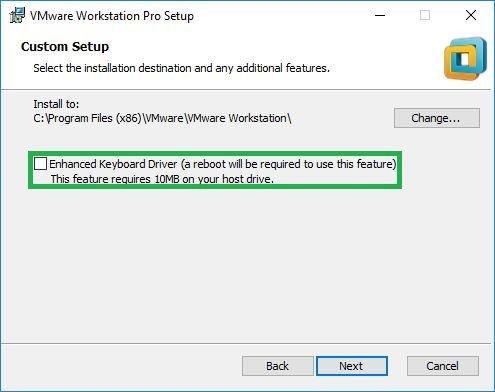 VMware Workstation Pro Setup
Custom Setup
Select the installation destination and any additional features.
Install to:
C:\Program Files (x86)\VMware\VMware Workstation\
Change...
Enhanced Keyboard Driver (a reboot will be required to use this feature)
This feature requires 10MB on your host drive.
Back
Next
Cancel